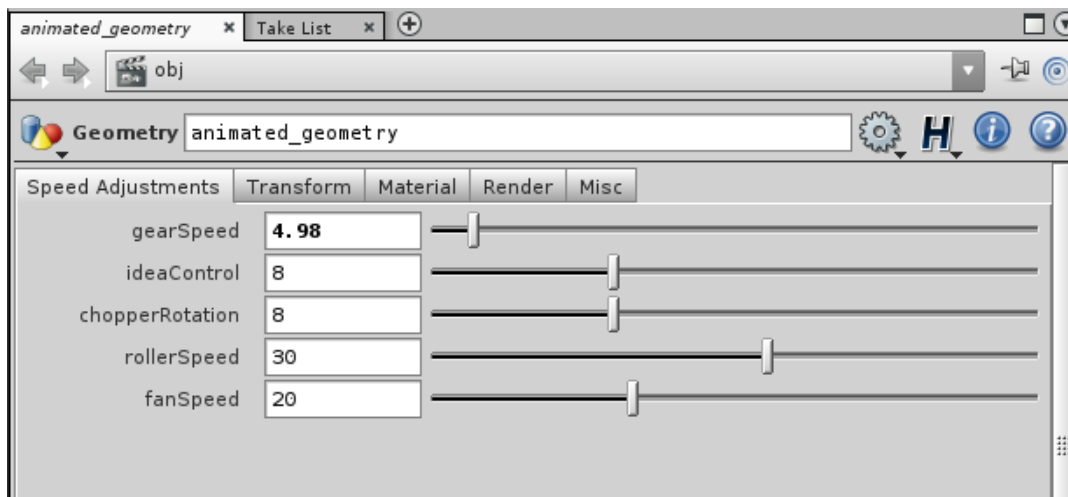 animated_geometry Take List
obj
Geometry animated_geometry
Speed Adjustments Transform Material Render Misc
gearSpeed 4.98
ideaControl 8
chopperRotation 8
rollerSpeed 30
fanSpeed 20